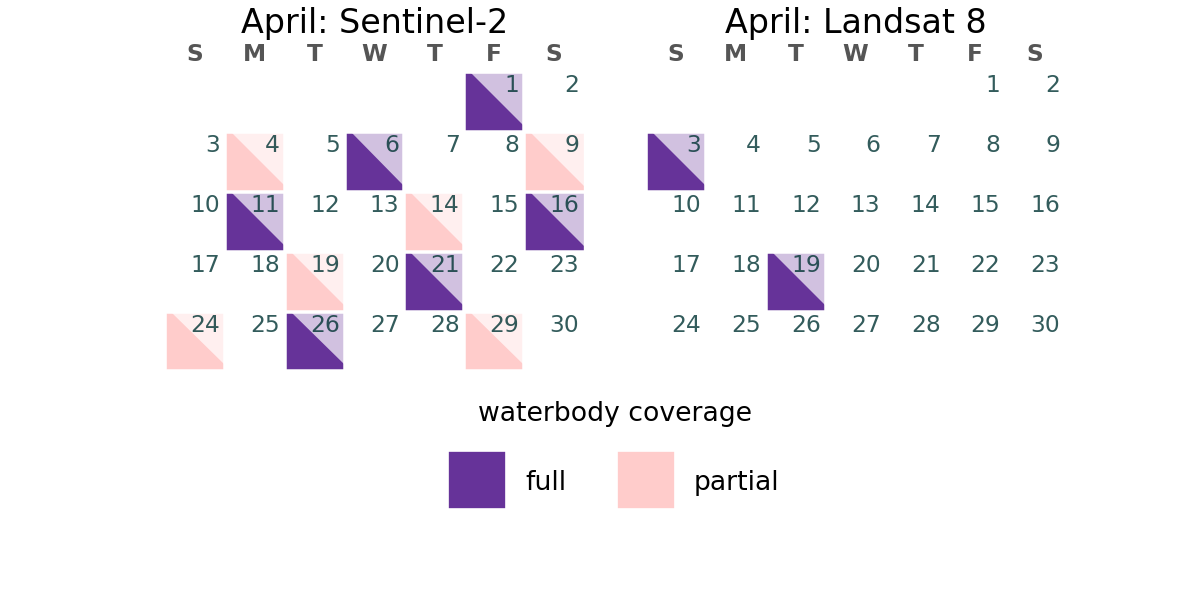 April: Sentinel-2
S M T W T F S
1 2
3 4 5 6 7 8 9
10 11 12 13 14 15 16
17 18 19 20 21 22 23
24 25 26 27 28 29 30
April: Landsat 8
S M T W T F S
1 2
3 4 5 6 7 8 9
10 11 12 13 14 15 16
17 18 19 20 21 22 23
24 25 26 27 28 29 30
waterbody coverage
full partial